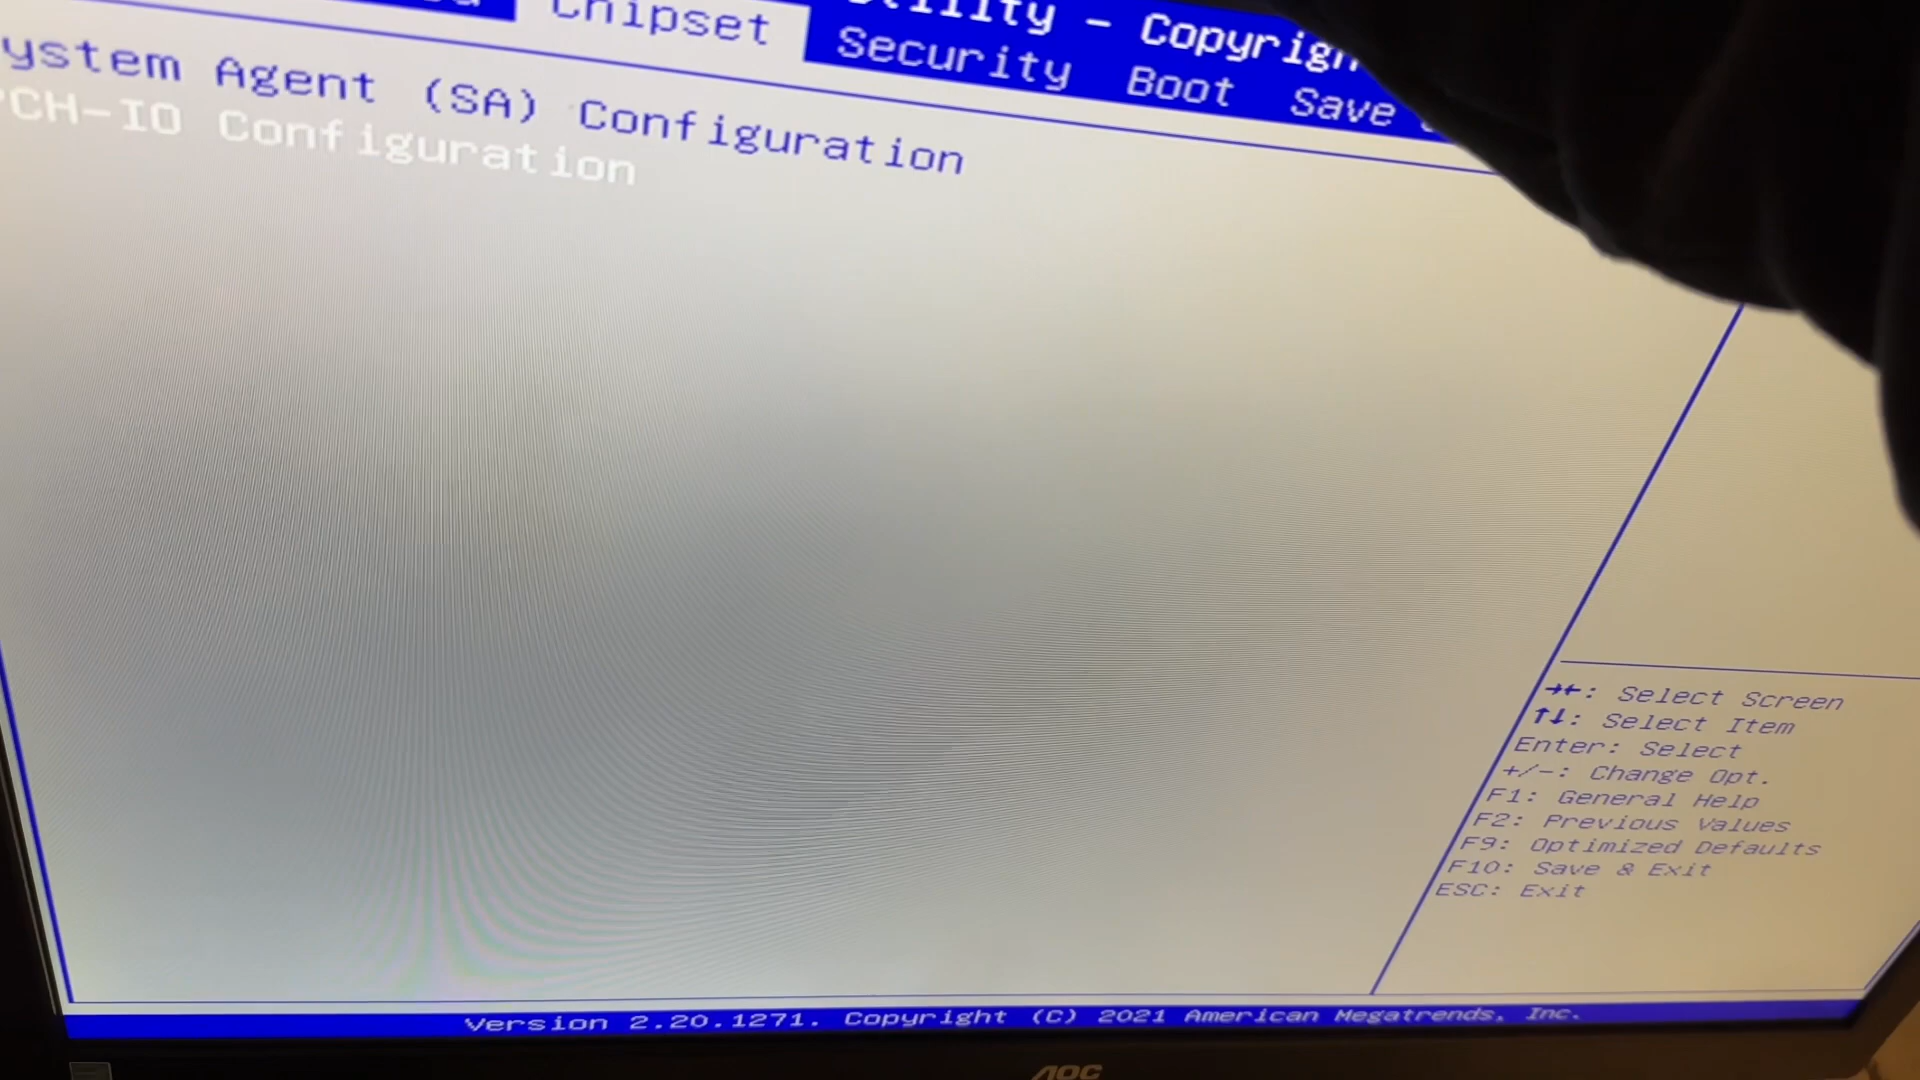 Utility – Copyrigh
Chipset Security Boot Save
ystem Agent (SA) Configuration
PCH-IO Configuration
→←: Select Screen
↑↓: Select Item
Enter: Select
+/-: Change Opt.
F1: General Help
F2: Previous Values
F9: Optimized Defaults
F10: Save & Exit
ESC: Exit
Version 2.20.1271. Copyright (C) 2021 American Megatrends, Inc.
AOC